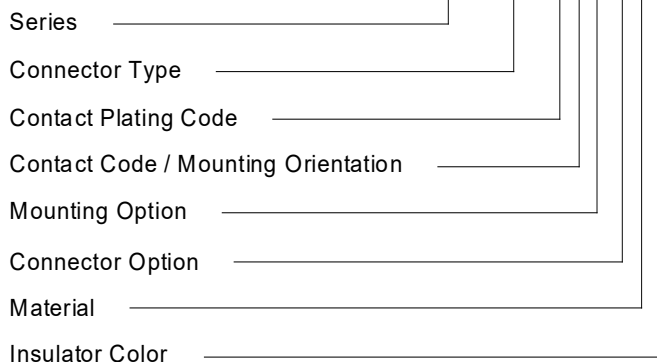 Series
Connector Type
Contact Plating Code
Contact Code / Mounting Orientation
Mounting Option
Connector Option
Material
Insulator Color